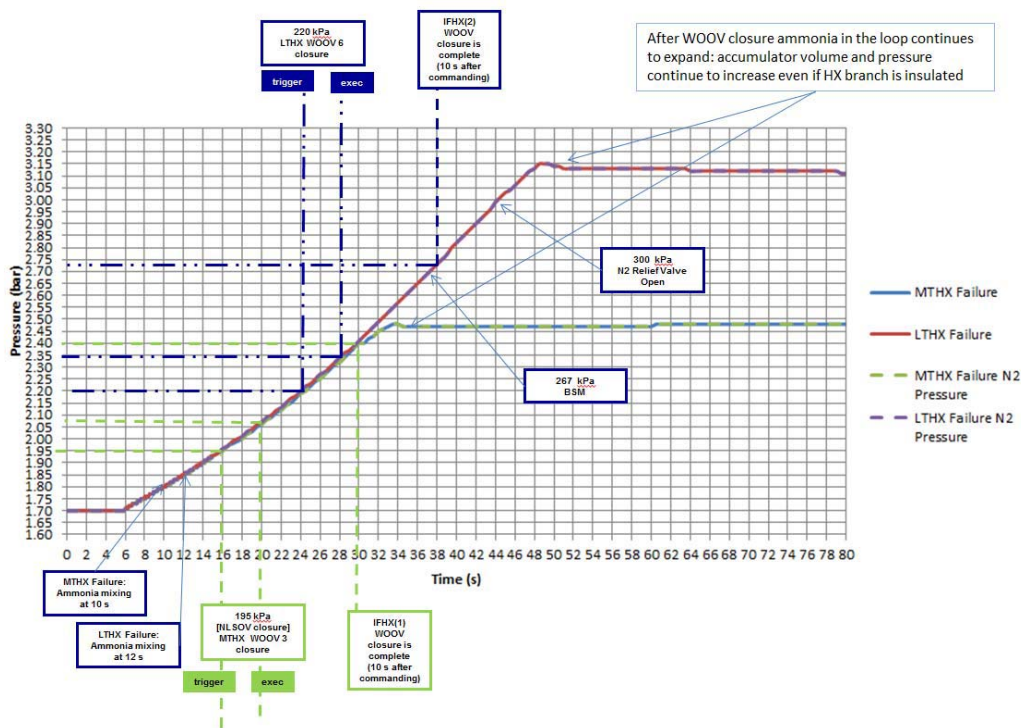 220 kPa
LTHX WOOV 6
closure
trigger
exec
IFHX(2)
WOOV
closure is
complete
(10 s after
commanding)
After WOOV closure ammonia in the loop continues
to expand: accumulator volume and pressure
continue to increase even if HX branch is insulated
3.30
3.25
3.20
3.15
3.10
3.05
3.00
2.95
2.90
2.85
2.80
2.75
2.70
2.65
2.60
2.55
2.50
2.45
2.40
2.35
2.30
2.25
2.20
2.15
2.10
2.05
2.00
1.95
1.90
1.85
1.80
1.75
1.70
1.65
1.60
Pressure (bar)
300 kPa
N2 Relief Valve
Open
267 kPa
BSM
MTHX Failure
LTHX Failure
MTHX Failure N2
Pressure
LTHX Failure N2
Pressure
0 2 4 6 8 10 12 14 16 18 20 22 24 26 28 30 32 34 36 38 40 42 44 46 48 50 52 54 56 58 60 62 64 66 68 70 72 74 76 78 80
Time (s)
MTHX Failure:
Ammonia mixing
at 10 s
LTHX Failure:
Ammonia mixing
at 12 s
195 kPa
[NLSOV closure]
MTHX WOOV 3
closure
trigger
exec
IFHX(1)
WOOV
closure is
complete
(10 s after
commanding)